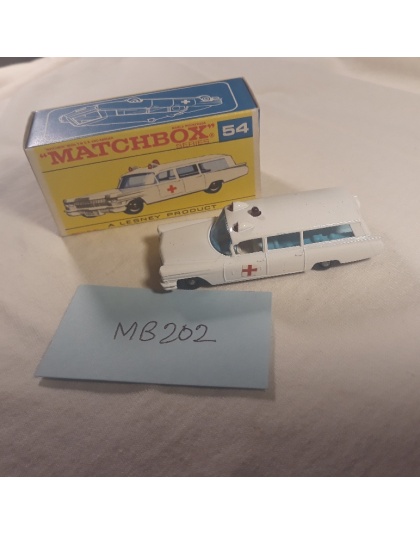 "MATCHBOX"
SERIES
54
A LESNEY PRODUCT
MB202